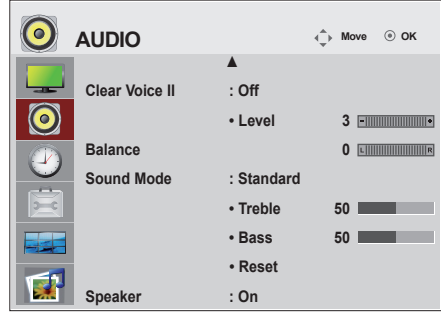 AUDIO Move OK
Clear Voice II : Off
• Level 3 - +
Balance 0 L R
Sound Mode : Standard
• Treble 50
• Bass 50
• Reset
Speaker : On